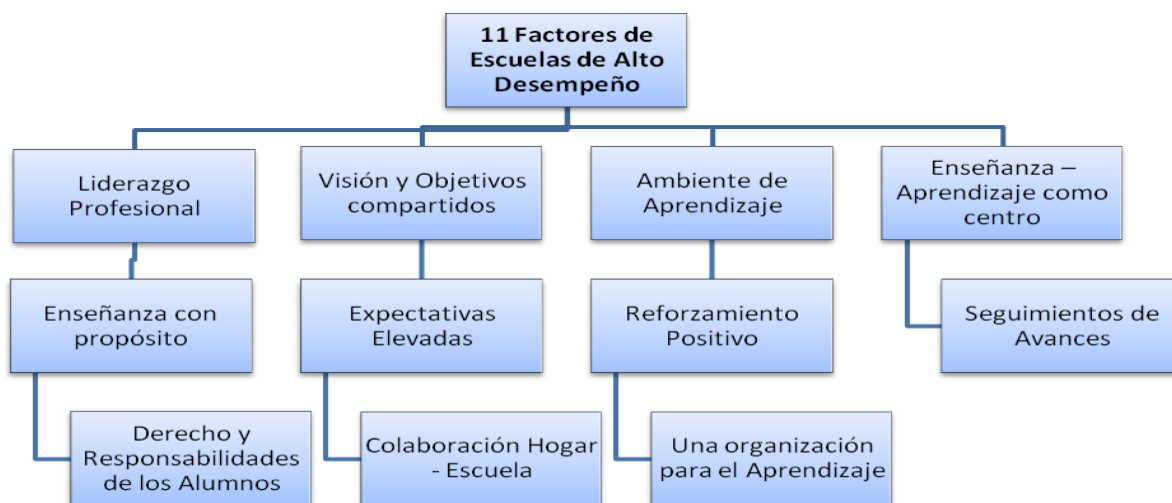 11 Factores de
Escuelas de Alto
Desempeño
Liderazgo
Profesional
Visión y Objetivos
compartidos
Ambiente de
Aprendizaje
Enseñanza –
Aprendizaje como
centro
Enseñanza con
propósito
Expectativas
Elevadas
Reforzamiento
Positivo
Seguimientos de
Avances
Derecho y
Responsabilidades
de los Alumnos
Colaboración Hogar
- Escuela
Una organización
para el Aprendizaje